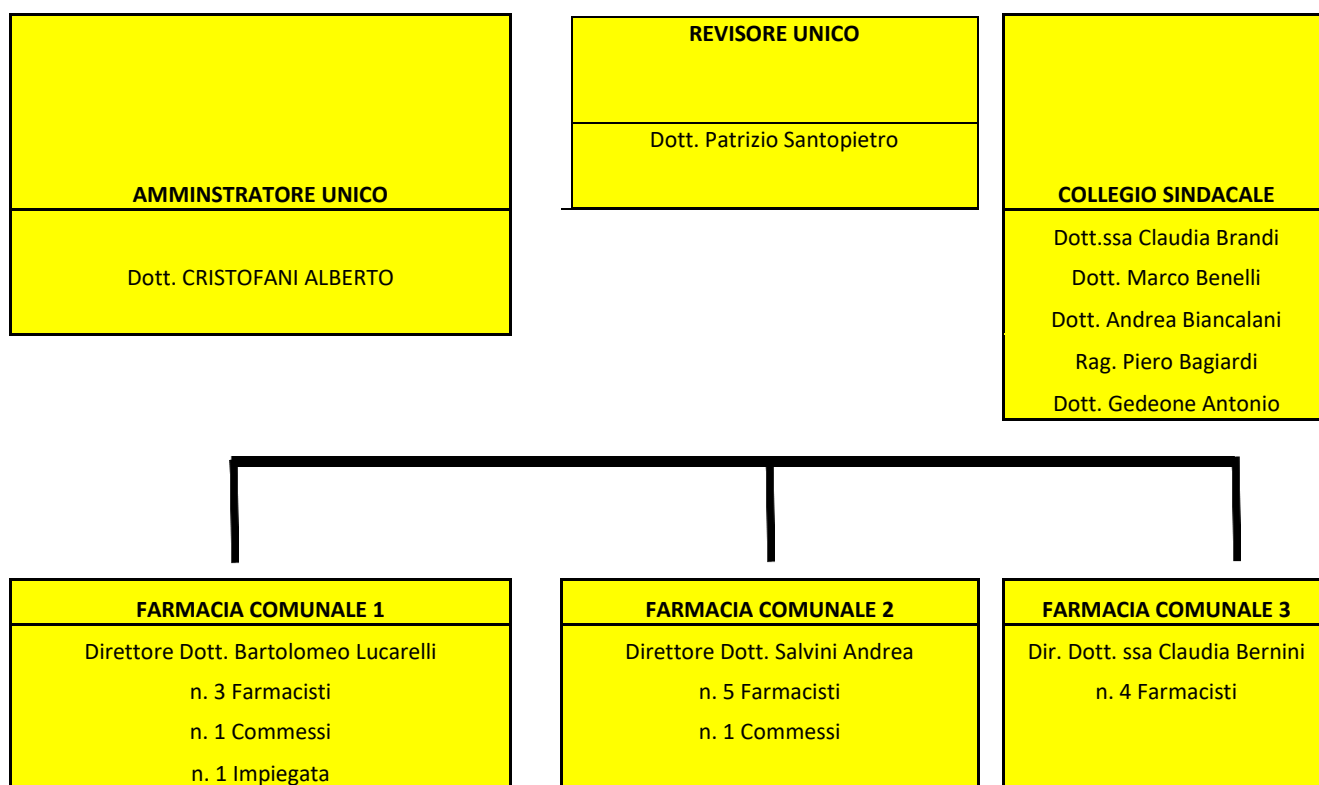 AMMINSTRATORE UNICO
Dott. CRISTOFANI ALBERTO
REVISORE UNICO
Dott. Patrizio Santopietro
COLLEGIO SINDACALE
Dott.ssa Claudia Brandi
Dott. Marco Benelli
Dott. Andrea Biancalani
Rag. Piero Bagiardi
Dott. Gedeone Antonio
FARMACIA COMUNALE 1
Direttore Dott. Bartolomeo Lucarelli
n. 3 Farmacisti
n. 1 Commessi
n. 1 Impiegata
FARMACIA COMUNALE 2
Direttore Dott. Salvini Andrea
n. 5 Farmacisti
n. 1 Commessi
FARMACIA COMUNALE 3
Dir. Dott. ssa Claudia Bernini
n. 4 Farmacisti